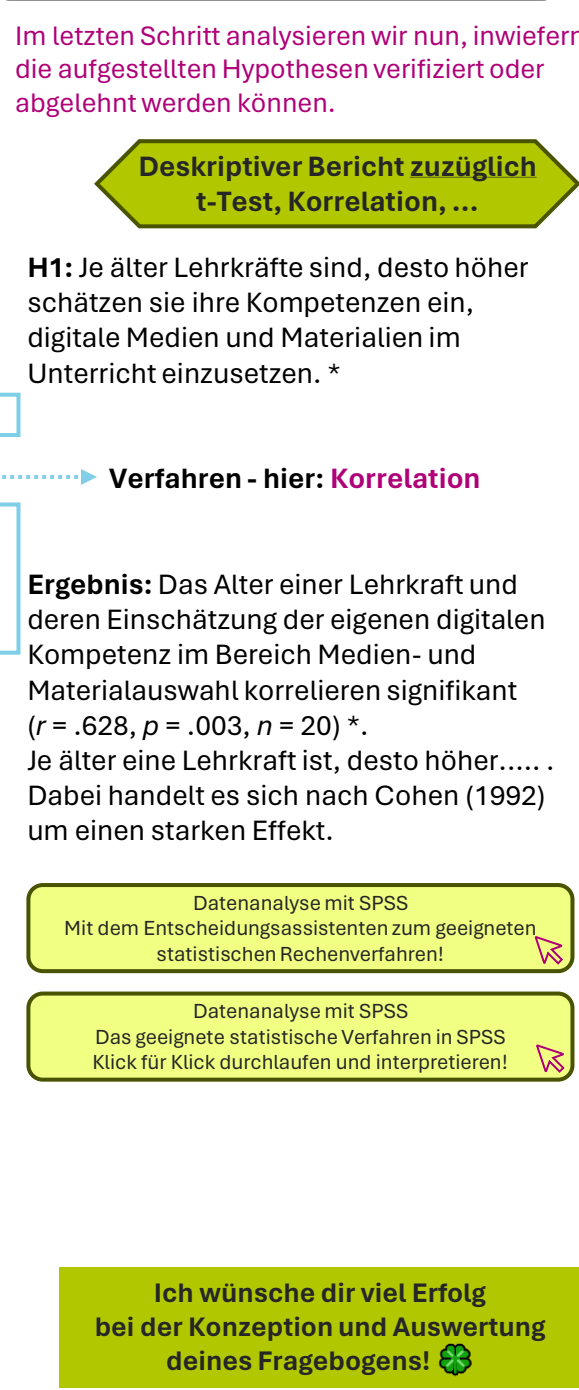 Im letzten Schritt analysieren wir nun, inwiefern
die aufgestellten Hypothesen verifiziert oder
abgelehnt werden können.
Deskriptiver Bericht zuzüglich
t-Test, Korrelation, ...
H1: Je älter Lehrkräfte sind, desto höher
schätzen sie ihre Kompetenzen ein,
digitale Medien und Materialien im
Unterricht einzusetzen. *
Verfahren - hier: Korrelation
Ergebnis: Das Alter einer Lehrkraft und
deren Einschätzung der eigenen digitalen
Kompetenz im Bereich Medien- und
Materialauswahl korrelieren signifikant
(r = .628, p = .003, n = 20) *.
Je älter eine Lehrkraft ist, desto höher..... .
Dabei handelt es sich nach Cohen (1992)
um einen starken Effekt.
Datenanalyse mit SPSS
Mit dem Entscheidungsassistenten zum geeigneten
statistischen Rechenverfahren!
Datenanalyse mit SPSS
Das geeignete statistische Verfahren in SPSS
Klick für Klick durchlaufen und interpretieren!
Ich wünsche dir viel Erfolg
bei der Konzeption und Auswertung
deines Fragebogens! 🍀